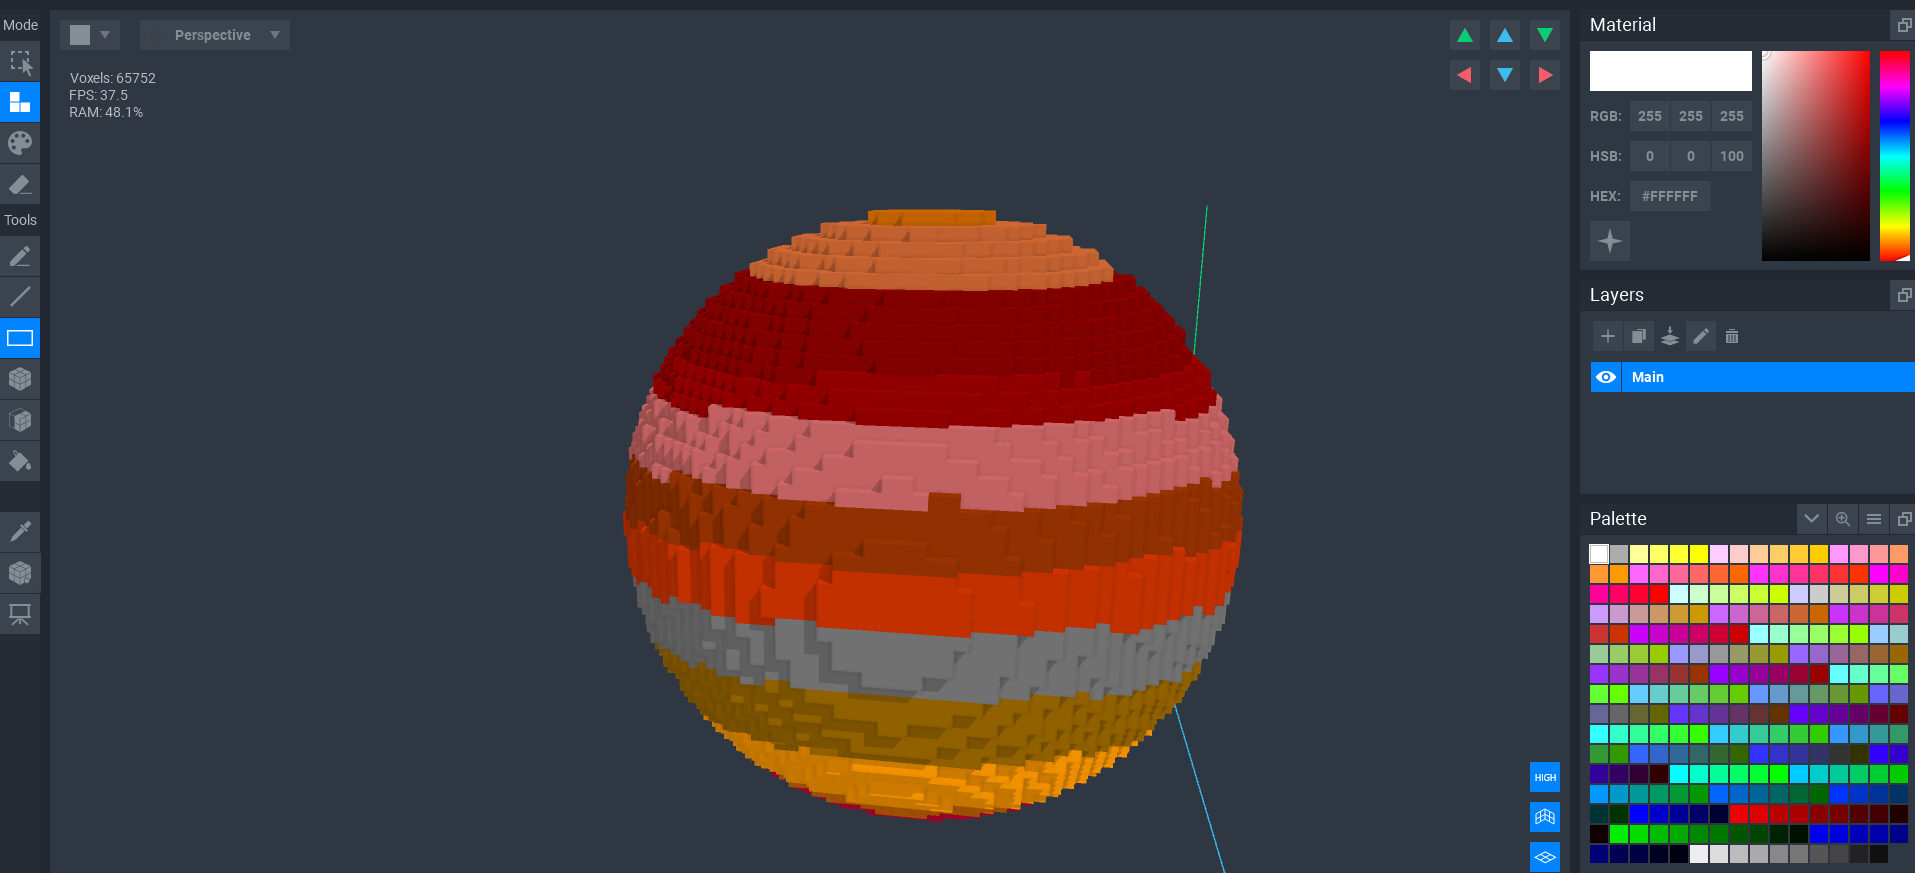 Mode
Perspective
Voxels: 65752
FPS: 37.5
RAM: 48.1%
Tools
HIGH
Material
RGB: 255 255 255
HSB: 0 0 100
HEX: #FFFFFF
Layers
Main
Palette